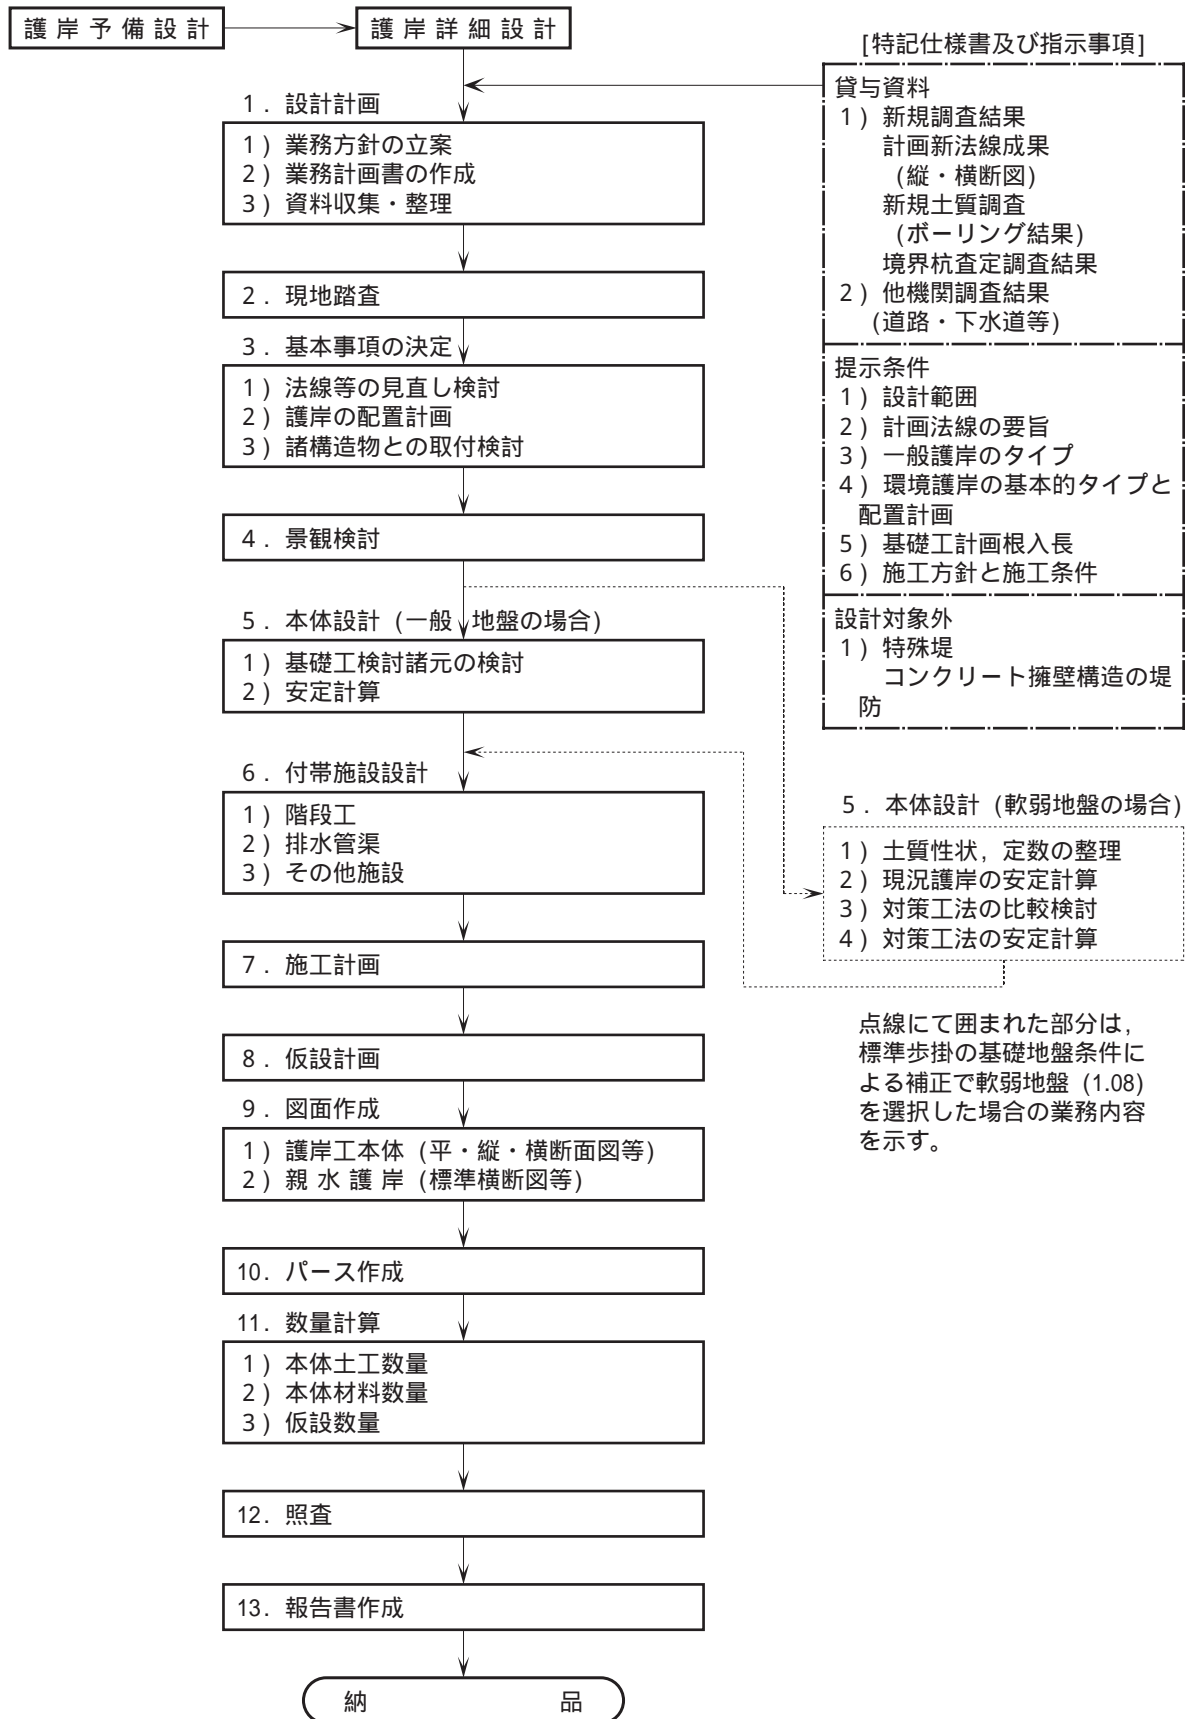 護岸予備設計
護岸詳細設計
[特記仕様書及び指示事項]
貸与資料
1) 新規調査結果
計画新法線成果
(縦・横断図)
新規土質調査
(ボーリング結果)
境界杭査定調査結果
2) 他機関調査結果
(道路・下水道等)
提示条件
1) 設計範囲
2) 計画法線の要旨
3) 一般護岸のタイプ
4) 環境護岸の基本的タイプと
配置計画
5) 基礎工計画根入長
6) 施工方針と施工条件
設計対象外
1) 特殊堤
コンクリート擁壁構造の堤
防
1. 設計計画
1) 業務方針の立案
2) 業務計画書の作成
3) 資料収集・整理
2. 現地踏査
3. 基本事項の決定
1) 法線等の見直し検討
2) 護岸の配置計画
3) 諸構造物との取付検討
4. 景観検討
5. 本体設計 (一般 地盤の場合)
1) 基礎工検討諸元の検討
2) 安定計算
5. 本体設計 (軟弱地盤の場合)
1) 土質性状, 定数の整理
2) 現況護岸の安定計算
3) 対策工法の比較検討
4) 対策工法の安定計算
点線にて囲まれた部分は,
標準歩掛の基礎地盤条件に
よる補正で軟弱地盤 (1.08)
を選択した場合の業務内容
を示す。
6. 付帯施設設計
1) 階段工
2) 排水管渠
3) その他施設
7. 施工計画
8. 仮設計画
9. 図面作成
1) 護岸工本体 (平・縦・横断面図等)
2) 親水護岸 (標準横断図等)
10. パース作成
11. 数量計算
1) 本体土工数量
2) 本体材料数量
3) 仮設数量
12. 照査
13. 報告書作成
納品